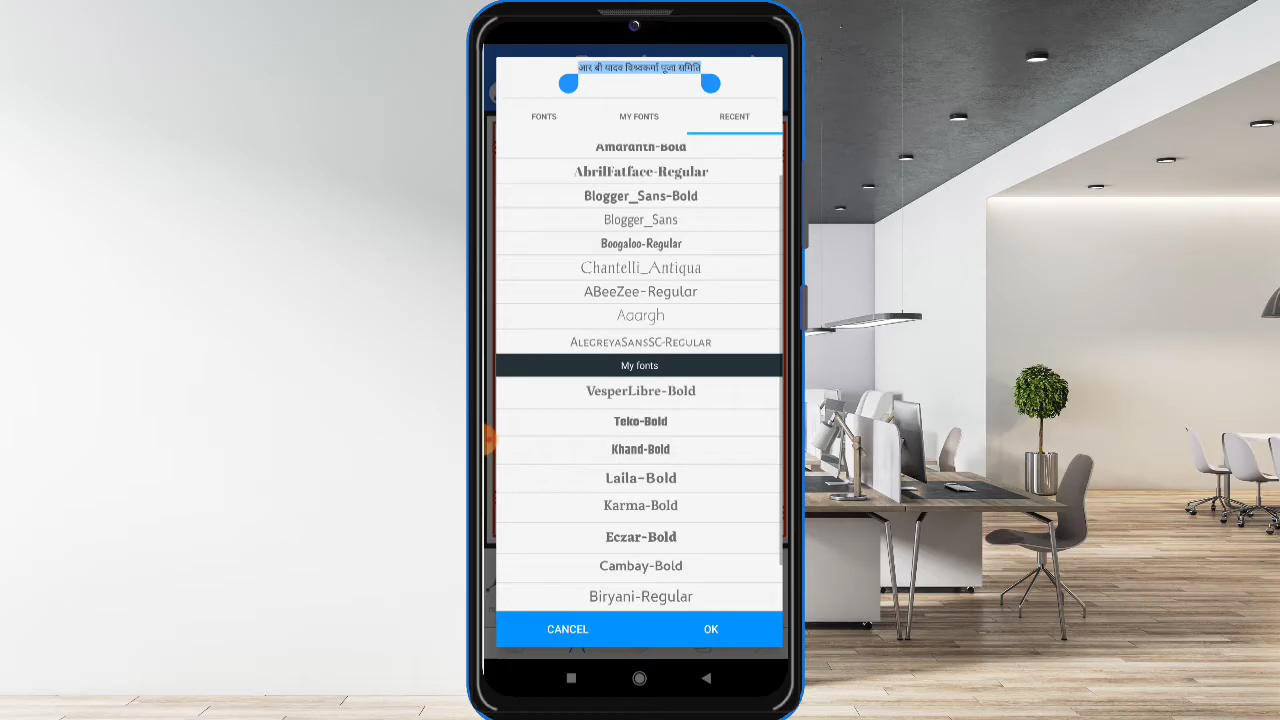 आर बी यादव विश्वकर्मा पूजा समिति
FONTS
MY FONTS
RECENT
Amaranth-Bold
AbrilFatface-Regular
Blogger_Sans-Bold
Blogger_Sans
Boogaloo-Regular
Chantelli_Antiqua
ABeeZee-Regular
Aaargh
AlegreyaSansSC-Regular
My fonts
VesperLibre-Bold
Teko-Bold
Khand-Bold
Laila-Bold
Karma-Bold
Eczar-Bold
Cambay-Bold
Biryani-Regular
CANCEL
OK